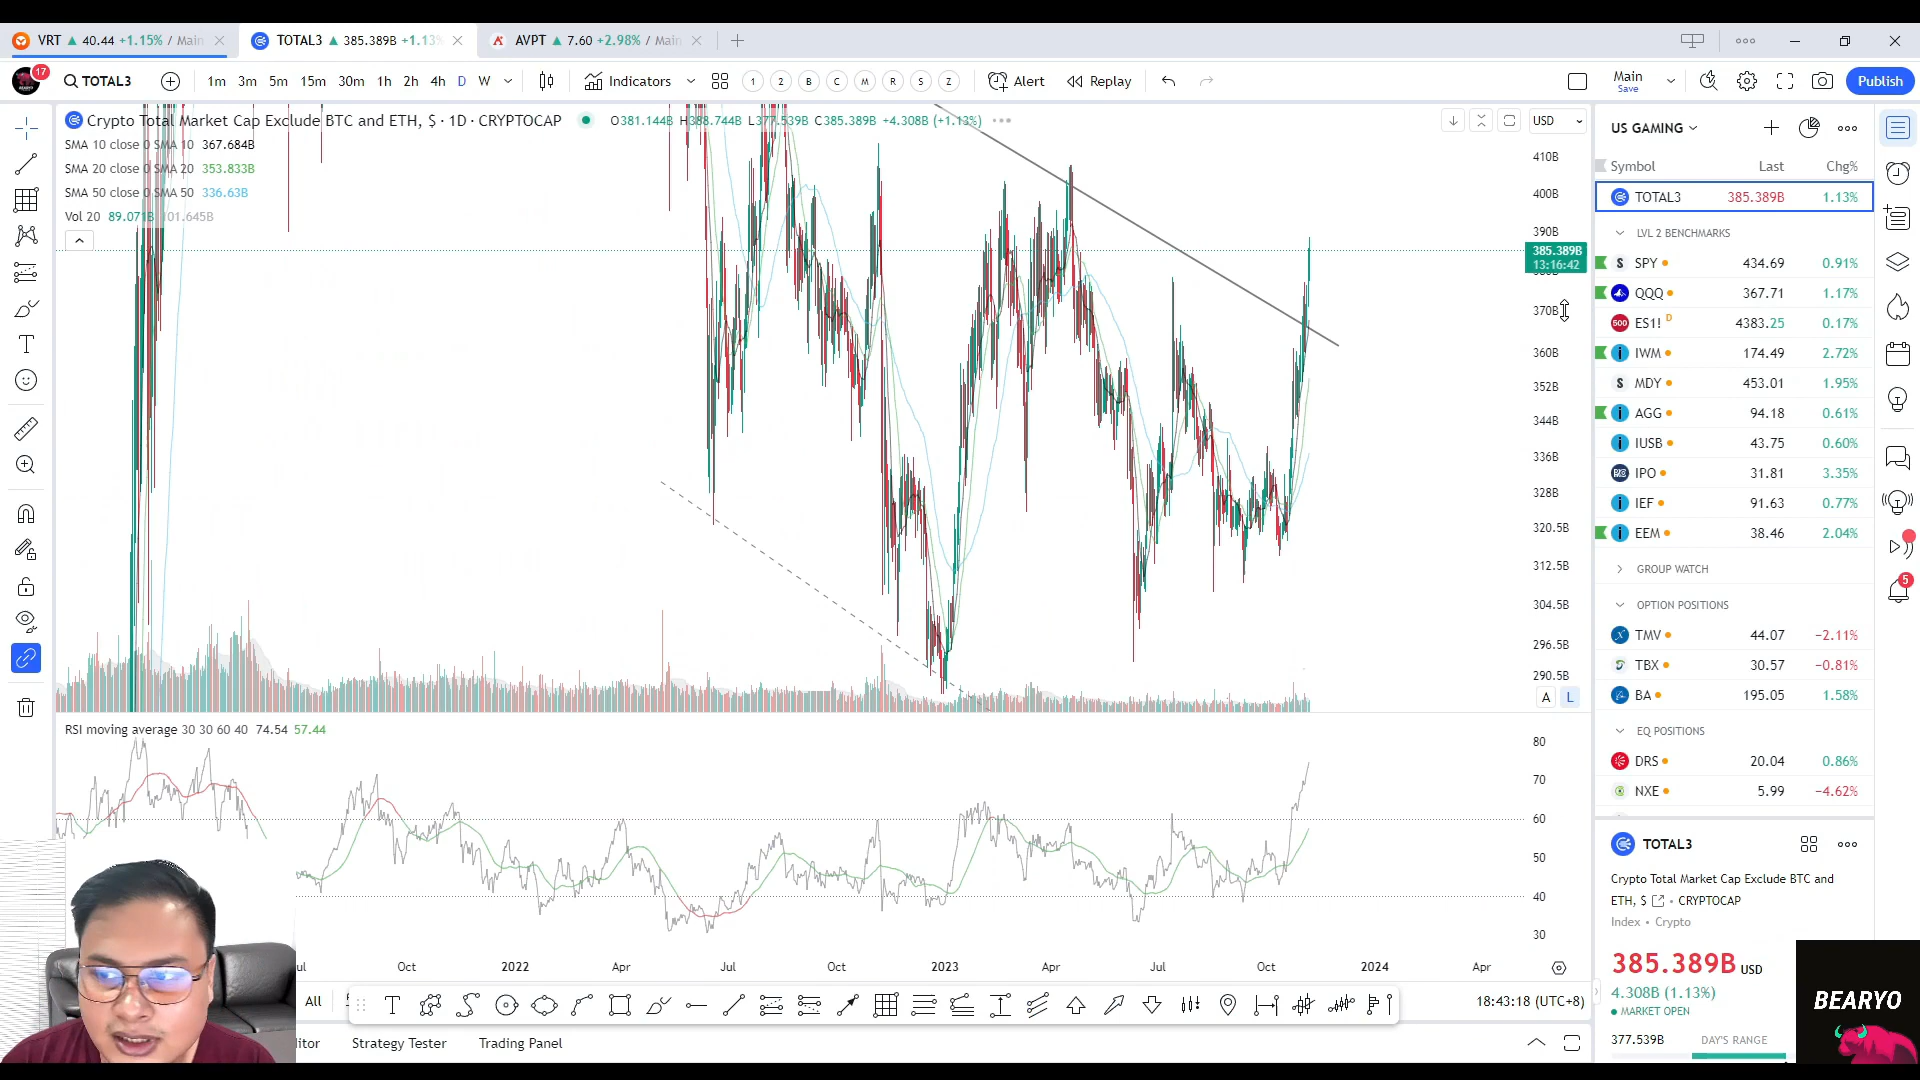 VRT ▲ 40.44 +1.15% / Main
TOTAL3 ▲ 385.389B +1.13%
AVPT ▲ 7.60 +2.98% / Main
17
TOTAL3
1m 3m 5m 15m 30m 1h 2h 4h D W
Indicators
1 2 B C M R S Z
Alert
Replay
Main
Save
Publish
Crypto Total Market Cap Exclude BTC and ETH, $ · 1D · CRYPTOCAP
O381.144B H388.744B L377.539B C385.389B +4.308B (+1.13%)
USD
SMA 10 close 0 SMA 10 367.684B
SMA 20 close 0 SMA 20 353.833B
SMA 50 close 0 SMA 50 336.63B
Vol 20 89.071B 101.645B
410B
400B
390B
385.389B
13:16:42
370B
360B
352B
344B
336B
328B
320.5B
312.5B
304.5B
296.5B
290.5B
A L
RSI moving average 30 30 60 40 74.54 57.44
80
70
60
50
40
30
Oct 2022 Apr Jul Oct 2023 Apr Jul Oct 2024 Apr
All
18:43:18 (UTC+8)
Strategy Tester
Trading Panel
US GAMING
Symbol Last Chg%
TOTAL3 385.389B 1.13%
LVL 2 BENCHMARKS
SPY 434.69 0.91%
QQQ 367.71 1.17%
ES1! D 4383.25 0.17%
IWM 174.49 2.72%
MDY 453.01 1.95%
AGG 94.18 0.61%
IUSB 43.75 0.60%
IPO 31.81 3.35%
IEF 91.63 0.77%
EEM 38.46 2.04%
GROUP WATCH
OPTION POSITIONS
TMV 44.07 −2.11%
TBX 30.57 −0.81%
BA 195.05 1.58%
EQ POSITIONS
DRS 20.04 0.86%
NXE 5.99 −4.62%
TOTAL3
Crypto Total Market Cap Exclude BTC and
ETH, $ • CRYPTOCAP
Index • Crypto
385.389B USD
4.308B (1.13%)
MARKET OPEN
377.539B DAY'S RANGE
5
BEARYO